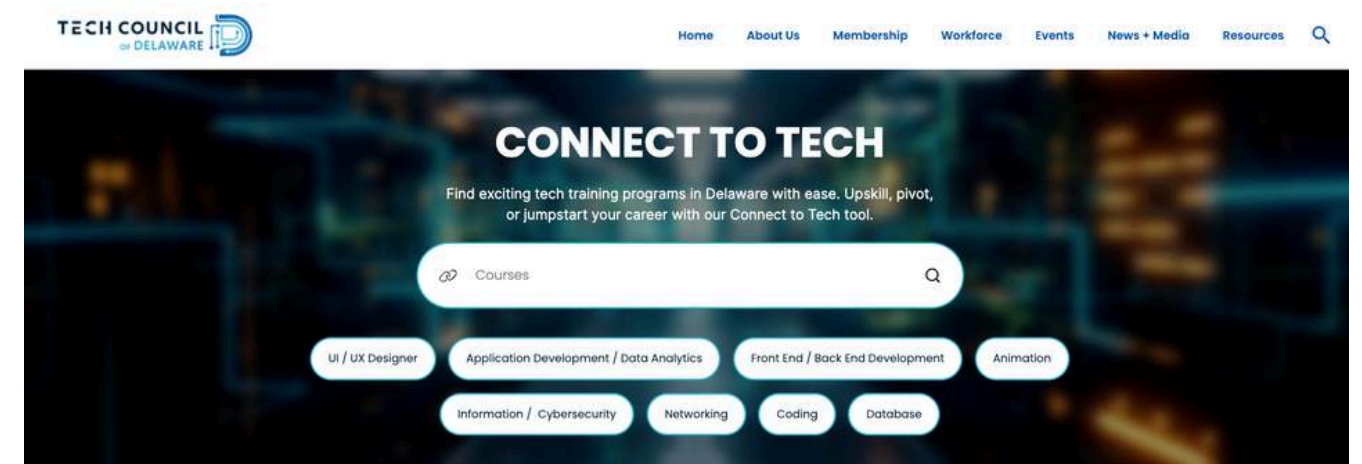 TECH COUNCIL
OF DELAWARE
Home About Us Membership Workforce Events News + Media Resources
CONNECT TO TECH
Find exciting tech training programs in Delaware with ease. Upskill, pivot,
or jumpstart your career with our Connect to Tech tool.
Courses
UI / UX Designer Application Development / Data Analytics Front End / Back End Development Animation
Information / Cybersecurity Networking Coding Database